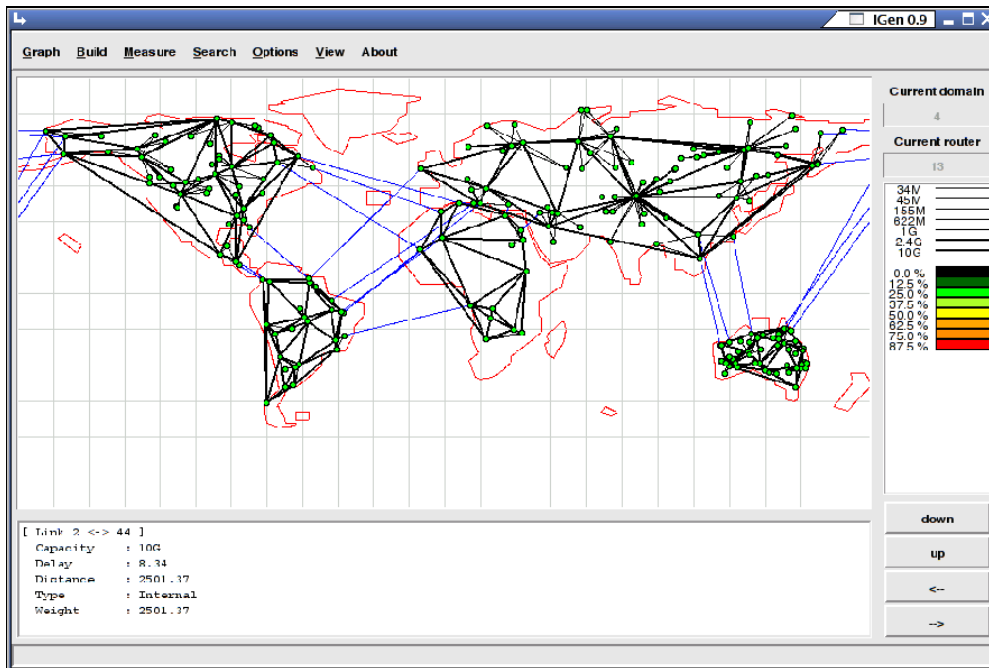 IGen 0.9
Graph Build Measure Search Options View About
Current domain
4
Current router
13
34M
45M
155M
622M
1G
2.4G
10G
0.0 %
12.5 %
25.0 %
37.5 %
50.0 %
62.5 %
75.0 %
87.5 %
down
up
<--
-->
[ Link 2 <-> 44 ]
Capacity : 10G
Delay : 8.34
Distance : 2501.37
Type : Internal
Weight : 2501.37